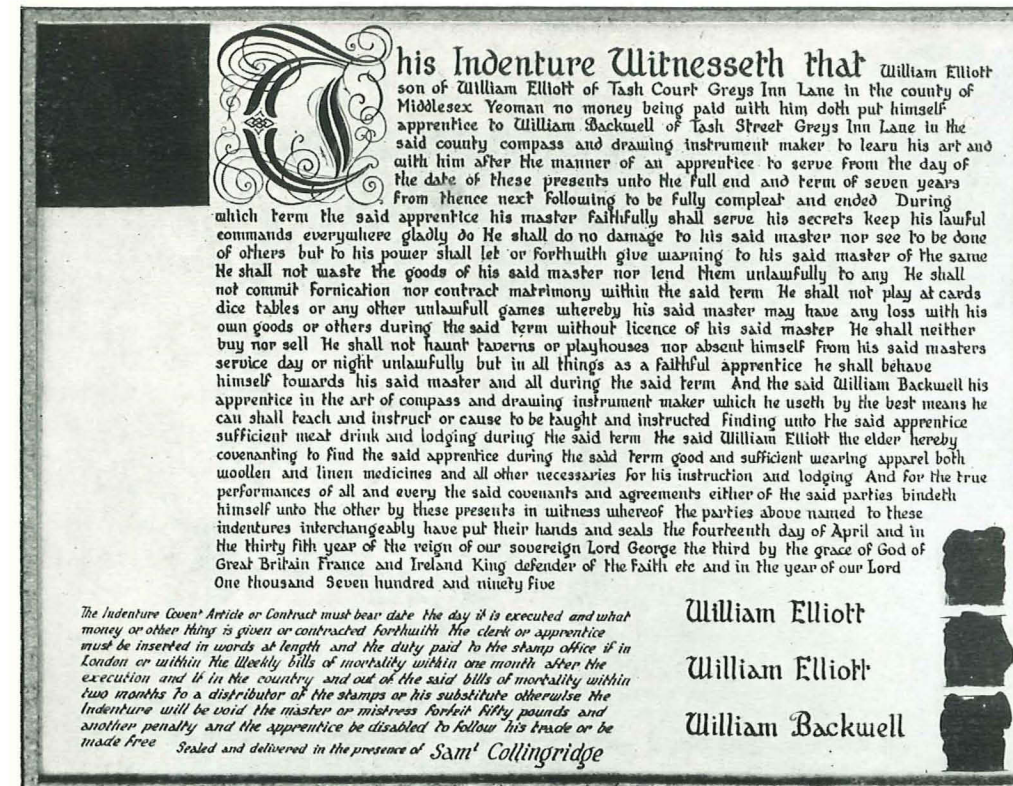 This Indenture Witnesseth that William Elliott
son of William Elliott of Tash Court Greys Inn Lane in the county of
Middlesex Yeoman no money being paid with him doth put himself
apprentice to William Backwell of Tash Street Greys Inn Lane in the
said county compass and drawing instrument maker to learn his art and
with him after the manner of an apprentice to serve from the day of
the date of these presents unto the full end and term of seven years
from thence next following to be fully compleat and ended During
which term the said apprentice his master faithfully shall serve his secrets keep his lawful
commands everywhere gladly do He shall do no damage to his said master nor see to be done
of others but to his power shall let or forthwith give warning to his said master of the same
He shall not waste the goods of his said master nor lend them unlawfully to any He shall
not commit fornication nor contract matrimony within the said term He shall not play at cards
dice tables or any other unlawfull games whereby his said master may have any loss with his
own goods or others during the said term without licence of his said master He shall neither
buy nor sell He shall not haunt taverns or playhouses nor absent himself from his said masters
service day or night unlawfully but in all things as a faithful apprentice he shall behave
himself towards his said master and all during the said term And the said William Backwell his
apprentice in the art of compass and drawing instrument maker which he useth by the best means he
can shall teach and instruct or cause to be taught and instructed finding unto the said apprentice
sufficient meat drink and lodging during the said term the said William Elliott the elder hereby
covenanting to find the said apprentice during the said term good and sufficient wearing apparel both
woollen and linen medicines and all other necessaries for his instruction and lodging And for the true
performances of all and every the said covenants and agreements either of the said parties bindeth
himself unto the other by these presents in witness whereof the parties above named to these
indentures interchangeably have put their hands and seals the fourteenth day of April and in
the thirty fith year of the reign of our sovereign Lord George the third by the grace of God of
Great Britain France and Ireland King defender of the Faith etc and in the year of our Lord
One thousand Seven hundred and ninety five
The Indenture Coven<sup>t</sup> Article or Contract must bear date the day it is executed and what
money or other thing is given or contracted forthwith the clerk or apprentice
must be inserted in words at length and the duty paid to the stamp office if in
London or within the Weekly bills of mortality within one month after the
execution and if in the country and out of the said bills of mortality within
two months to a distributor of the stamps or his substitute otherwise the
Indenture will be void the master or mistress forfeit fifty pounds and
another penalty and the apprentice be disabled to follow his trade or be
made free Sealed and delivered in the presence of Sam<sup>l</sup> Collingridge
William Elliott
William Elliott
William Backwell